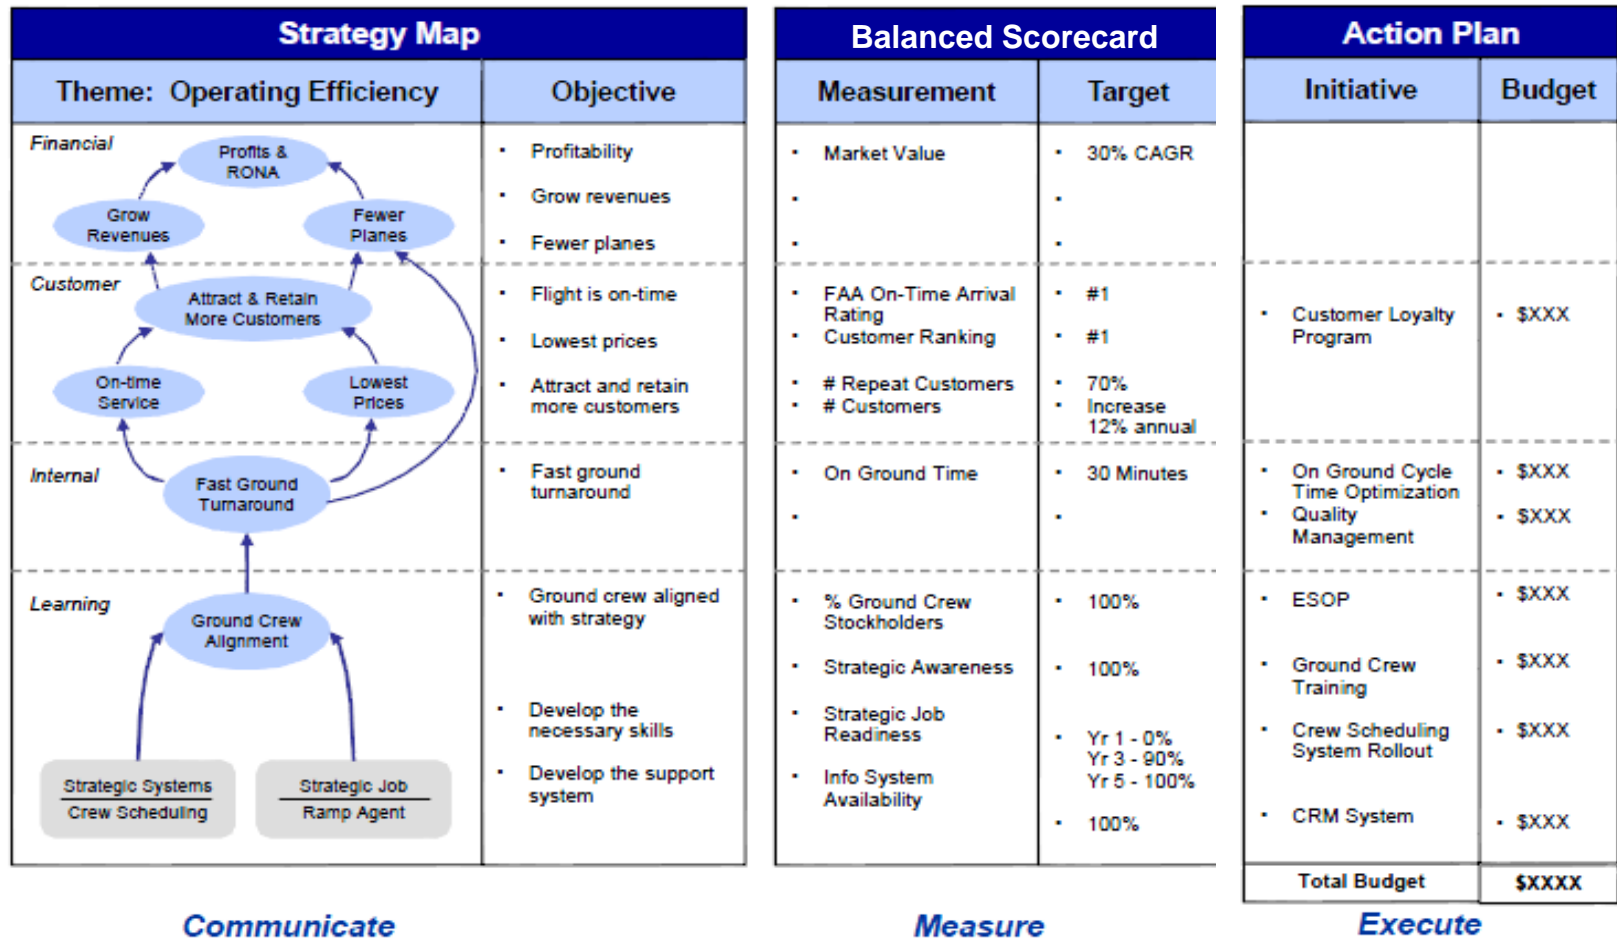 Strategy Map
Theme: Operating Efficiency
Objective
Financial
Profits &
RONA
Grow
Revenues
Fewer
Planes
• Profitability
• Grow revenues
• Fewer planes
Customer
Attract & Retain
More Customers
On-time
Service
Lowest
Prices
• Flight is on-time
• Lowest prices
• Attract and retain
more customers
Internal
Fast Ground
Turnaround
• Fast ground
turnaround
Learning
Ground Crew
Alignment
Strategic Systems
Crew Scheduling
Strategic Job
Ramp Agent
• Ground crew aligned
with strategy
• Develop the
necessary skills
• Develop the support
system
Communicate
Balanced Scorecard
Measurement
Target
• Market Value
• 30% CAGR
•
•
•
•
• FAA On-Time Arrival
Rating
• #1
• Customer Ranking
• #1
• # Repeat Customers
• 70%
• # Customers
• Increase
12% annual
• On Ground Time
• 30 Minutes
•
•
• % Ground Crew
Stockholders
• 100%
• Strategic Awareness
• 100%
• Strategic Job
Readiness
• Yr 1 - 0%
Yr 3 - 90%
Yr 5 - 100%
• Info System
Availability
• 100%
Measure
Action Plan
Initiative
Budget
• Customer Loyalty
Program
• $XXX
• On Ground Cycle
Time Optimization
• $XXX
• Quality
Management
• $XXX
• ESOP
• $XXX
• Ground Crew
Training
• $XXX
• Crew Scheduling
System Rollout
• $XXX
• CRM System
• $XXX
Total Budget
$XXXX
Execute